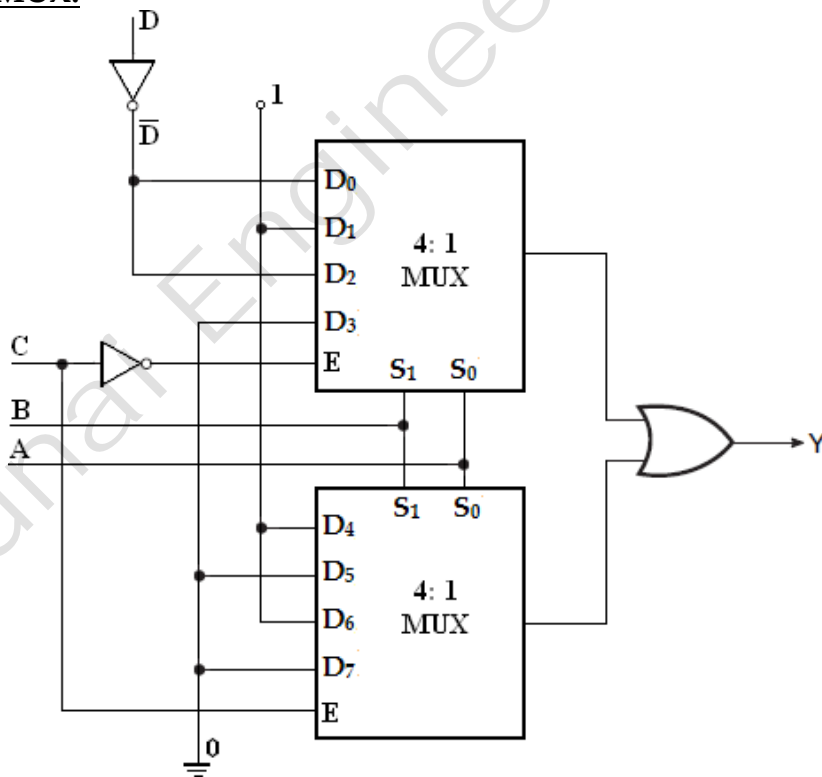 MUX:
D
1
D̅
D₀
D₁
4: 1
MUX
D₂
D₃
C
E
S₁ S₀
B
A
Y
S₁ S₀
D₄
D₅
4: 1
MUX
D₆
D₇
E
0